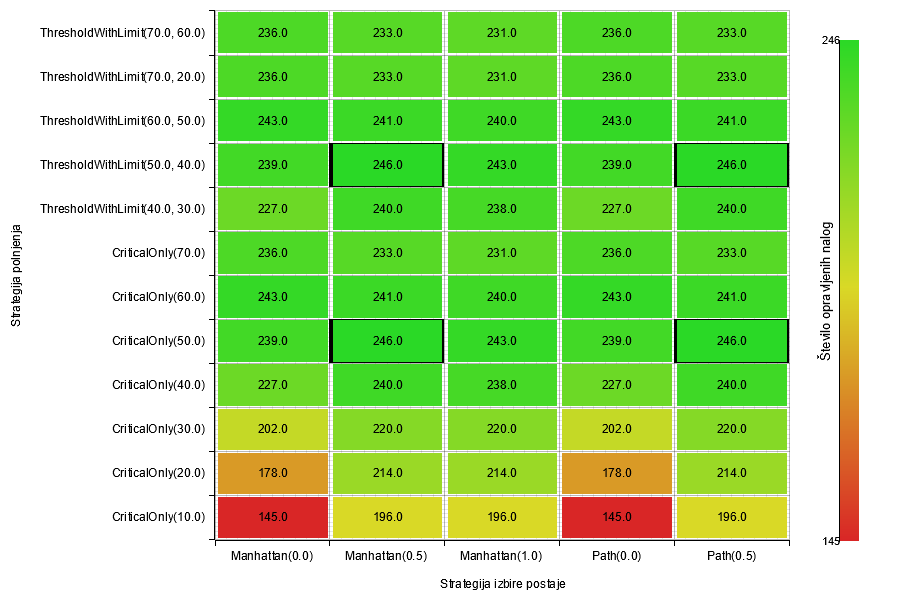 ThresholdWithLimit(70.0, 60.0) 236.0 233.0 231.0 236.0 233.0
ThresholdWithLimit(70.0, 20.0) 236.0 233.0 231.0 236.0 233.0
ThresholdWithLimit(60.0, 50.0) 243.0 241.0 240.0 243.0 241.0
ThresholdWithLimit(50.0, 40.0) 239.0 246.0 243.0 239.0 246.0
ThresholdWithLimit(40.0, 30.0) 227.0 240.0 238.0 227.0 240.0
CriticalOnly(70.0) 236.0 233.0 231.0 236.0 233.0
CriticalOnly(60.0) 243.0 241.0 240.0 243.0 241.0
CriticalOnly(50.0) 239.0 246.0 243.0 239.0 246.0
CriticalOnly(40.0) 227.0 240.0 238.0 227.0 240.0
CriticalOnly(30.0) 202.0 220.0 220.0 202.0 220.0
CriticalOnly(20.0) 178.0 214.0 214.0 178.0 214.0
CriticalOnly(10.0) 145.0 196.0 196.0 145.0 196.0
Manhattan(0.0) Manhattan(0.5) Manhattan(1.0) Path(0.0) Path(0.5)
Strategija izbire postaje
Strategija polnjenja
246
145
Število opravljenih nalog